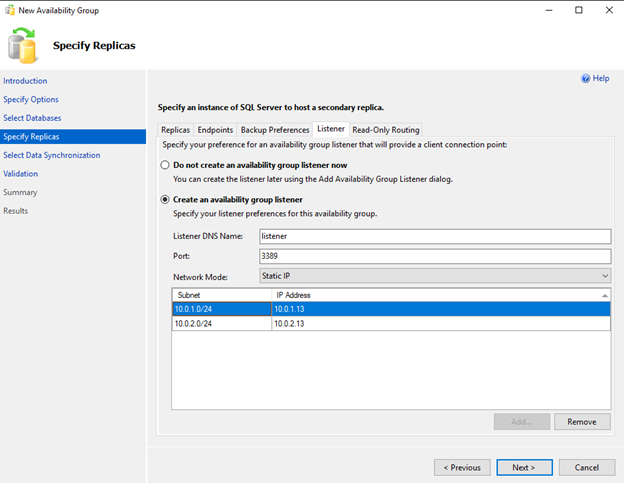 New Availability Group
Specify Replicas
Help
Introduction
Specify Options
Select Databases
Specify Replicas
Select Data Synchronization
Validation
Summary
Results
Specify an instance of SQL Server to host a secondary replica.
Replicas Endpoints Backup Preferences Listener Read-Only Routing
Specify your preference for an availability group listener that will provide a client connection point:
Do not create an availability group listener now
You can create the listener later using the Add Availability Group Listener dialog.
Create an availability group listener
Specify your listener preferences for this availability group.
Listener DNS Name: listener
Port: 3389
Network Mode: Static IP
Subnet IP Address
10.0.1.0/24 10.0.1.13
10.0.2.0/24 10.0.2.13
Add... Remove
< Previous Next > Cancel